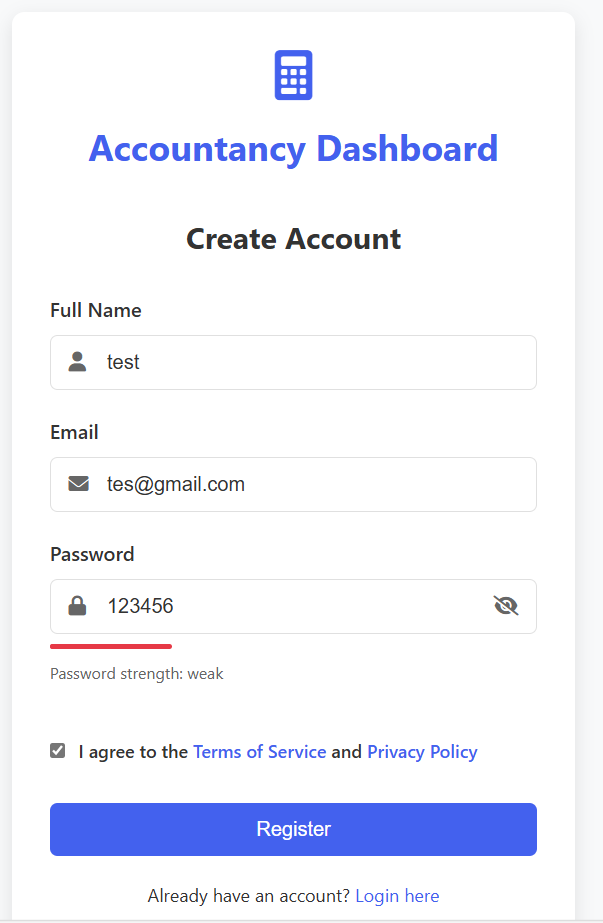 Accountancy Dashboard
Create Account
Full Name
test
Email
tes@gmail.com
Password
123456
Password strength: weak
I agree to the Terms of Service and Privacy Policy
Register
Already have an account? Login here